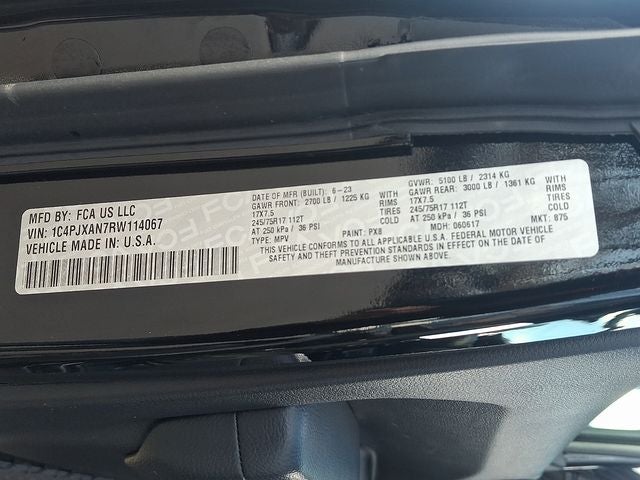 MFD BY: FCA US LLC
VIN: 1C4PJXAN7RW114067
VEHICLE MADE IN: U.S.A.
DATE OF MFR (BUILT): 6-23
GAWR FRONT: 2700 LB / 1225 KG
17X7.5 RIMS
245/75R17 112T TIRES
AT 250 kPa / 36 PSI COLD
TYPE: MPV PAINT: PX8
GVWR: 5100 LB / 2314 KG
GAWR REAR: 3000 LB / 1361 KG
17X7.5 RIMS
245/75R17 112T TIRES
AT 250 kPa / 36 PSI COLD
MDH: 060617 MKT: 875
THIS VEHICLE CONFORMS TO ALL APPLICABLE U.S.A. FEDERAL MOTOR VEHICLE
SAFETY AND THEFT PREVENTION STANDARDS IN EFFECT ON THE DATE OF
MANUFACTURE SHOWN ABOVE.